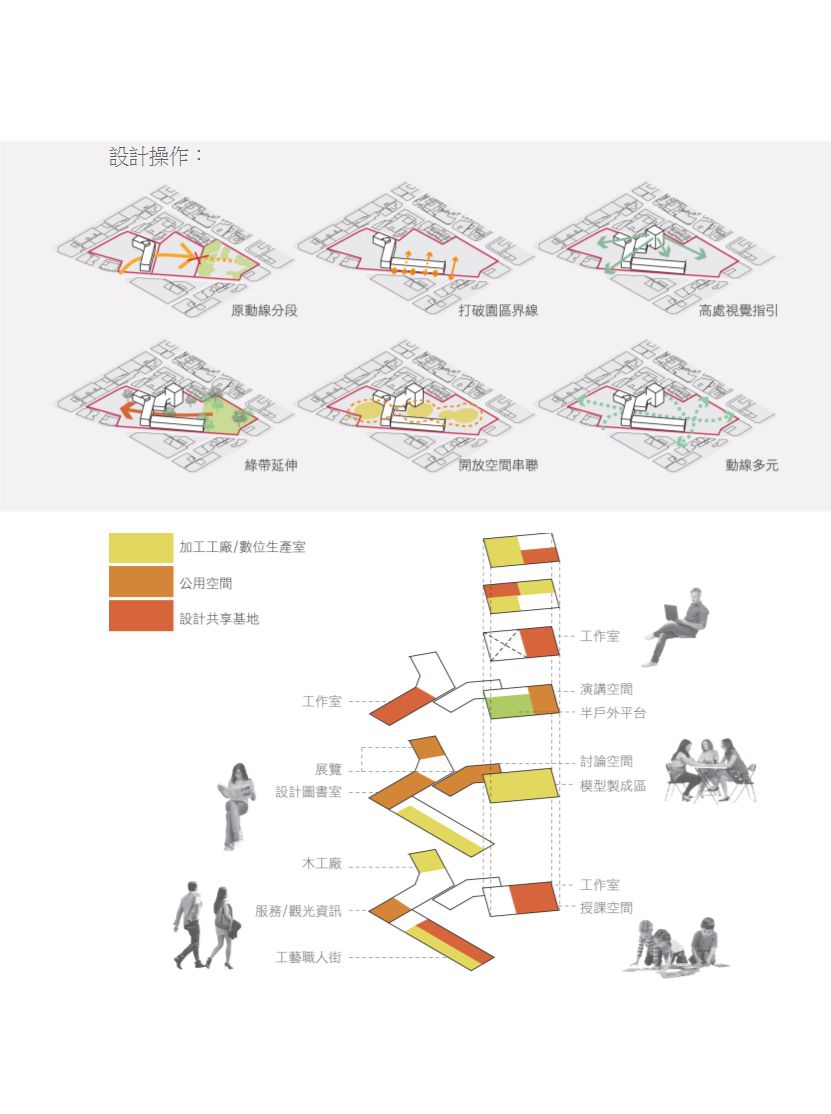 設計操作：
原動線分段
打破園區界線
高處視覺指引
綠帶延伸
開放空間串聯
動線多元
加工工廠/數位生產室
公用空間
設計共享基地
工作室
工作室
演講空間
半戶外平台
展覽
設計圖書室
討論空間
模型製成區
木工廠
服務/觀光資訊
工藝職人街
工作室
授課空間